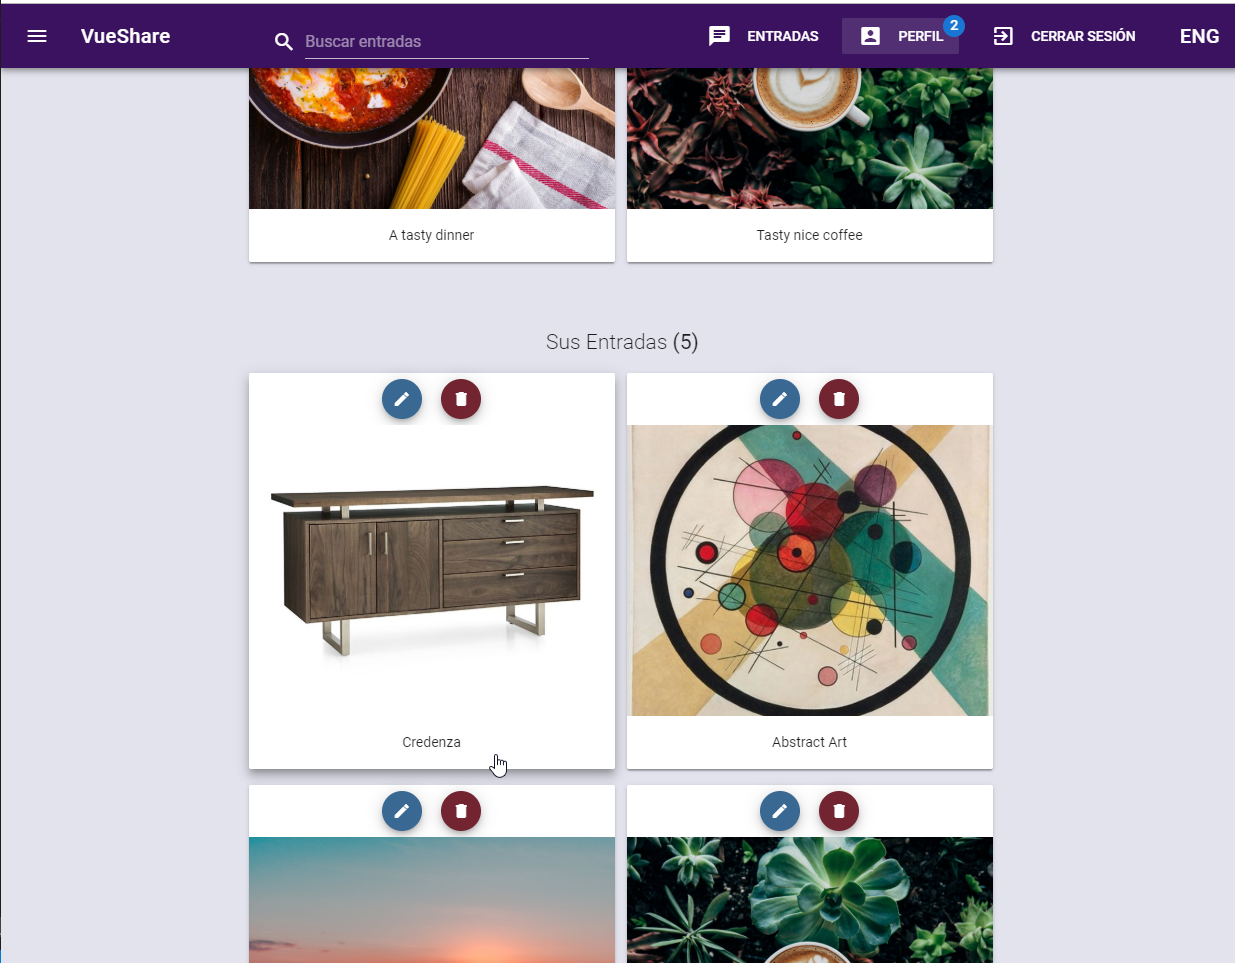 VueShare
Buscar entradas
ENTRADAS
PERFIL
2
CERRAR SESIÓN
ENG
A tasty dinner
Tasty nice coffee
Sus Entradas (5)
Credenza
Abstract Art